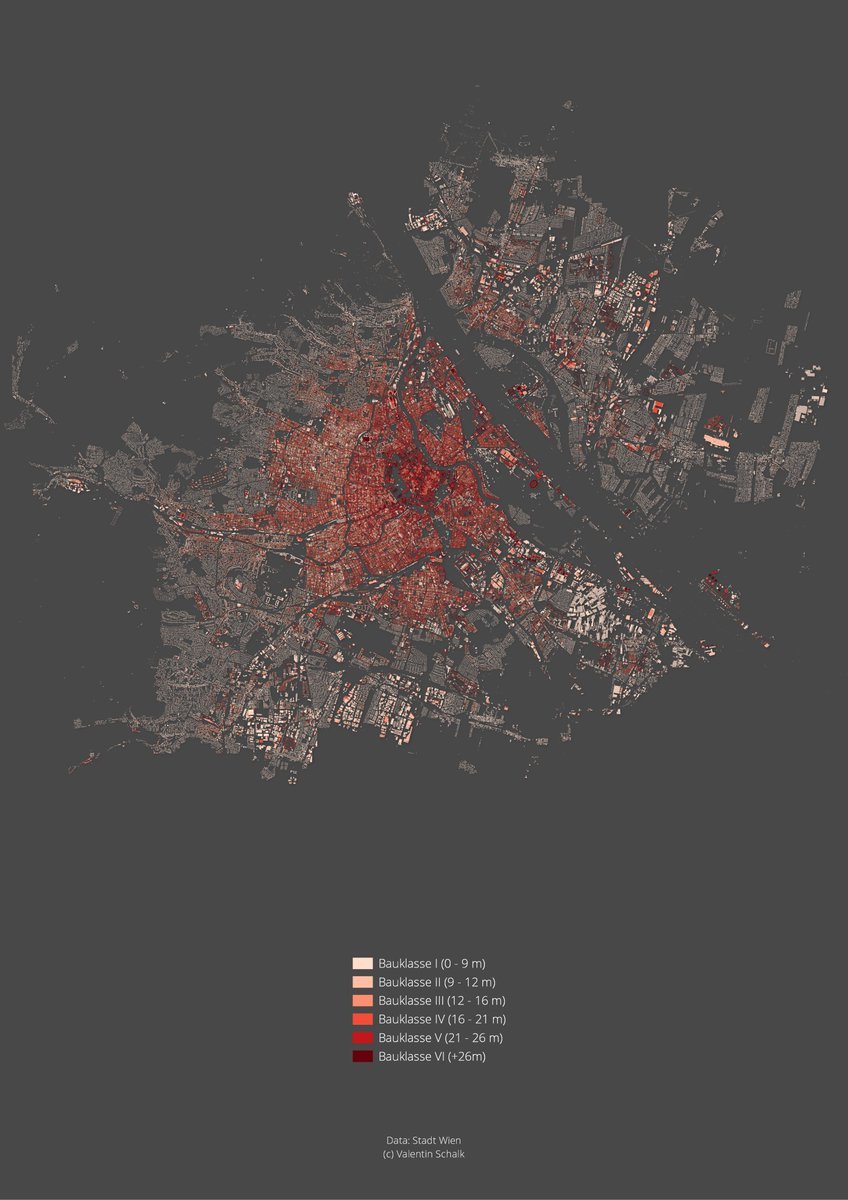 Bauklasse I (0 - 9 m)
Bauklasse II (9 - 12 m)
Bauklasse III (12 - 16 m)
Bauklasse IV (16 - 21 m)
Bauklasse V (21 - 26 m)
Bauklasse VI (+26m)
Data: Stadt Wien
(c) Valentin Schalk